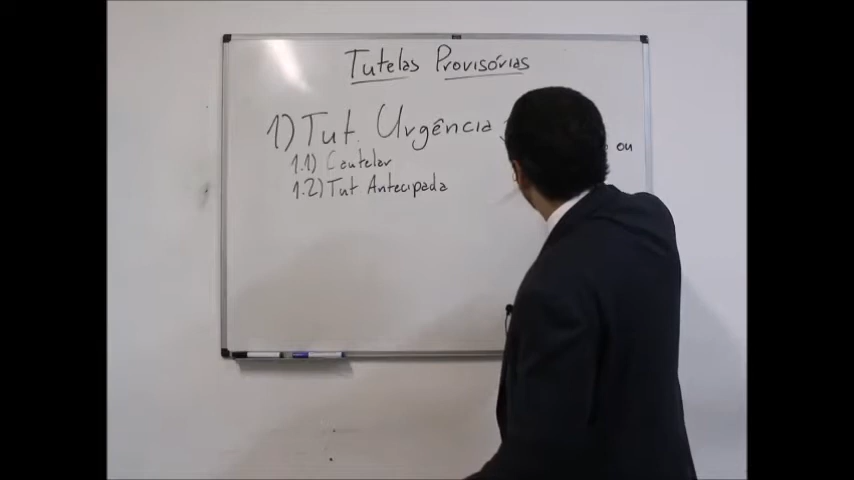 Tutelas Provisórias
1) Tut. Urgência ou
1.1) Cautelar
1.2) Tut Antecipada